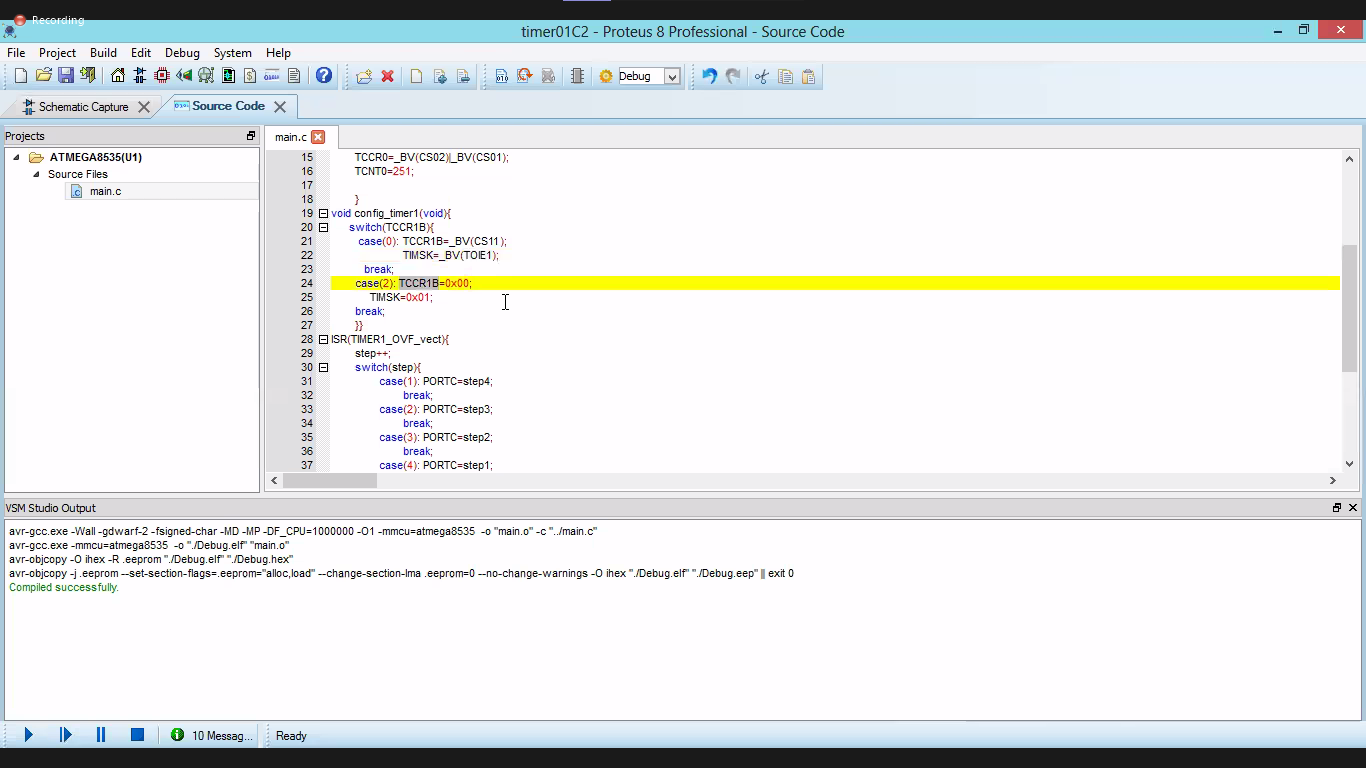 Recording
timer01C2 - Proteus 8 Professional - Source Code
File Project Build Edit Debug System Help
Debug
Schematic Capture Source Code
Projects
main.c
ATMEGA8535(U1)
Source Files
main.c
15 TCCR0=_BV(CS02)|_BV(CS01);
16 TCNT0=251;
17
18 }
19 void config_timer1(void){
20 switch(TCCR1B){
21 case(0): TCCR1B=_BV(CS11);
22 TIMSK=_BV(TOIE1);
23 break;
24 case(2): TCCR1B=0x00;
25 TIMSK=0x01;
26 break;
27 }}
28 ISR(TIMER1_OVF_vect){
29 step++;
30 switch(step){
31 case(1): PORTC=step4;
32 break;
33 case(2): PORTC=step3;
34 break;
35 case(3): PORTC=step2;
36 break;
37 case(4): PORTC=step1;
VSM Studio Output
avr-gcc.exe -Wall -gdwarf-2 -fsigned-char -MD -MP -DF_CPU=1000000 -O1 -mmcu=atmega8535 -o "main.o" -c "../main.c"
avr-gcc.exe -mmcu=atmega8535 -o "./Debug.elf" "main.o"
avr-objcopy -O ihex -R .eeprom "./Debug.elf" "./Debug.hex"
avr-objcopy -j .eeprom --set-section-flags=.eeprom="alloc,load" --change-section-lma .eeprom=0 --no-change-warnings -O ihex "./Debug.elf" "./Debug.eep" || exit 0
Compiled successfully.
10 Messag... Ready